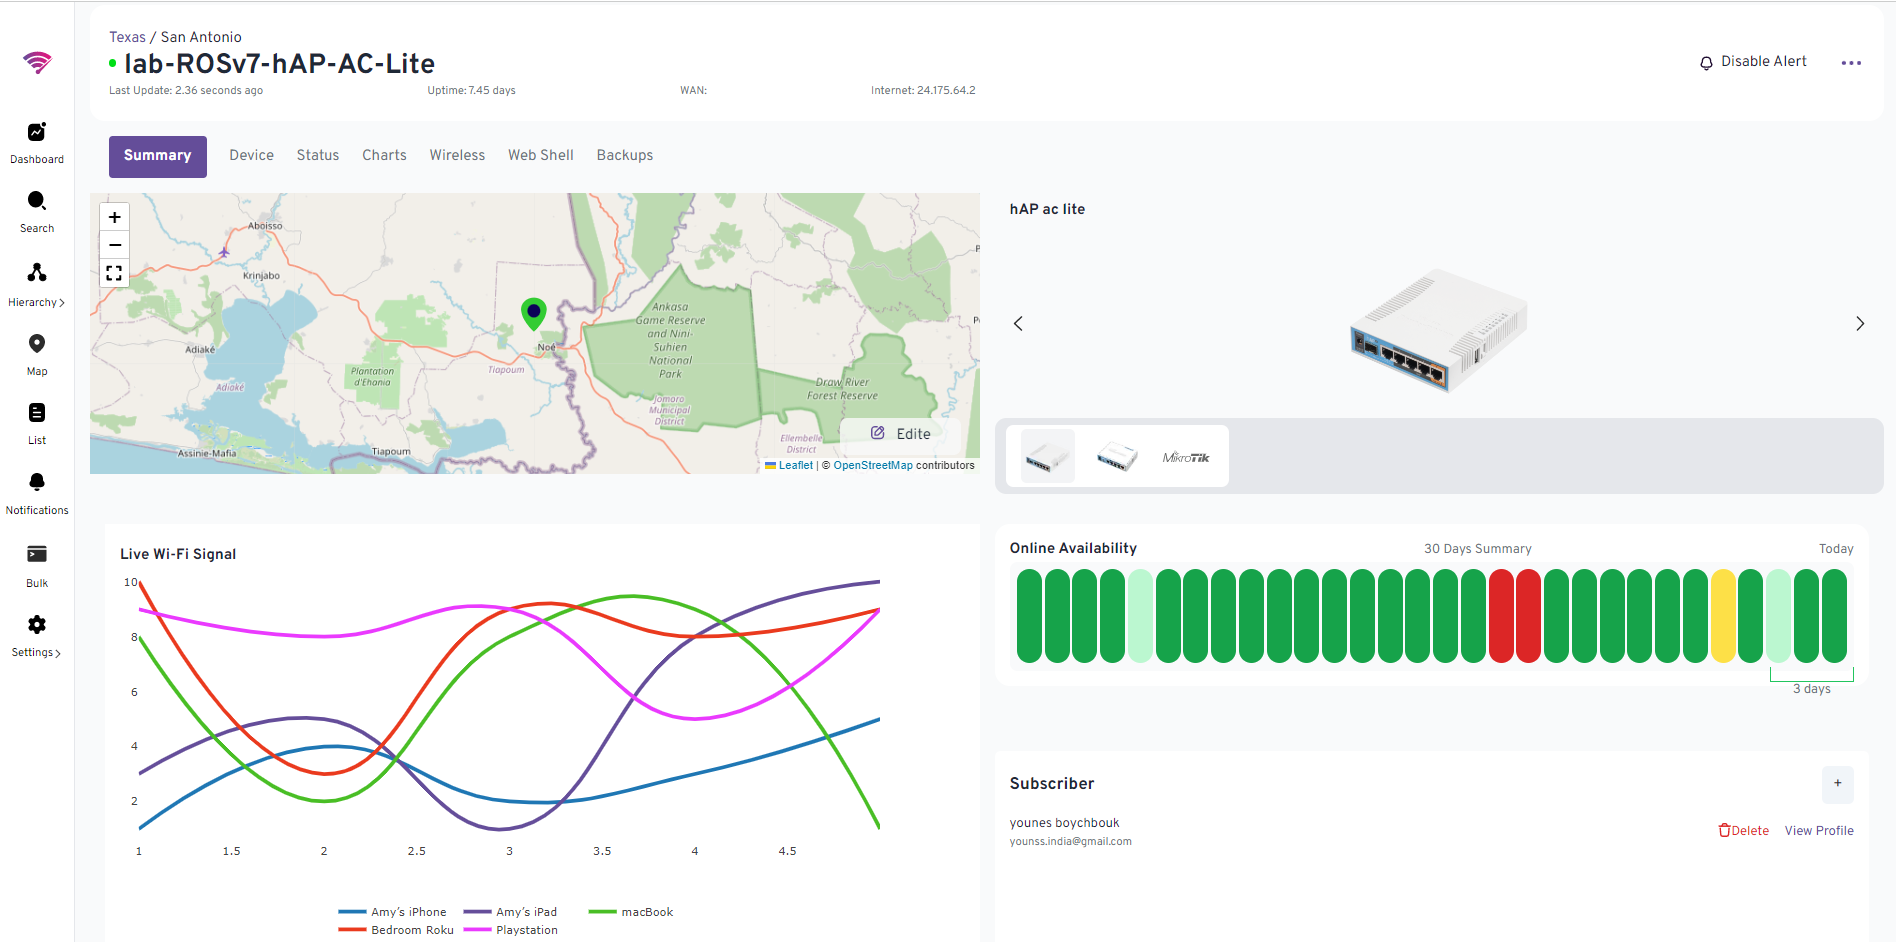 Texas / San Antonio
lab-ROSv7-hAP-AC-Lite
Last Update: 2.36 seconds ago
Uptime: 7.45 days
WAN:
Internet: 24.175.64.2
Disable Alert
Dashboard
Search
Hierarchy
Map
List
Notifications
Bulk
Settings
Summary
Device
Status
Charts
Wireless
Web Shell
Backups
+
−
Aboisso
Krinjabo
Adiaké
Adiaké
Assinie-Mafia
Plantation
d'Ehania
Noé
Tiapoum
Tiapoum
Ankasa
Game Reserve
and Nini-
Suhien
National
Park
Jomoro
Municipal
District
Draw River
Forest Reserve
Ellembelle
District
Edite
Leaflet | © OpenStreetMap contributors
hAP ac lite
MikroTik
Live Wi-Fi Signal
10
8
6
4
2
1
1.5
2
2.5
3
3.5
4
4.5
Amy's iPhone
Amy's iPad
macBook
Bedroom Roku
Playstation
Online Availability
30 Days Summary
Today
3 days
Subscriber
+
younes boychbouk
younss.india@gmail.com
Delete
View Profile